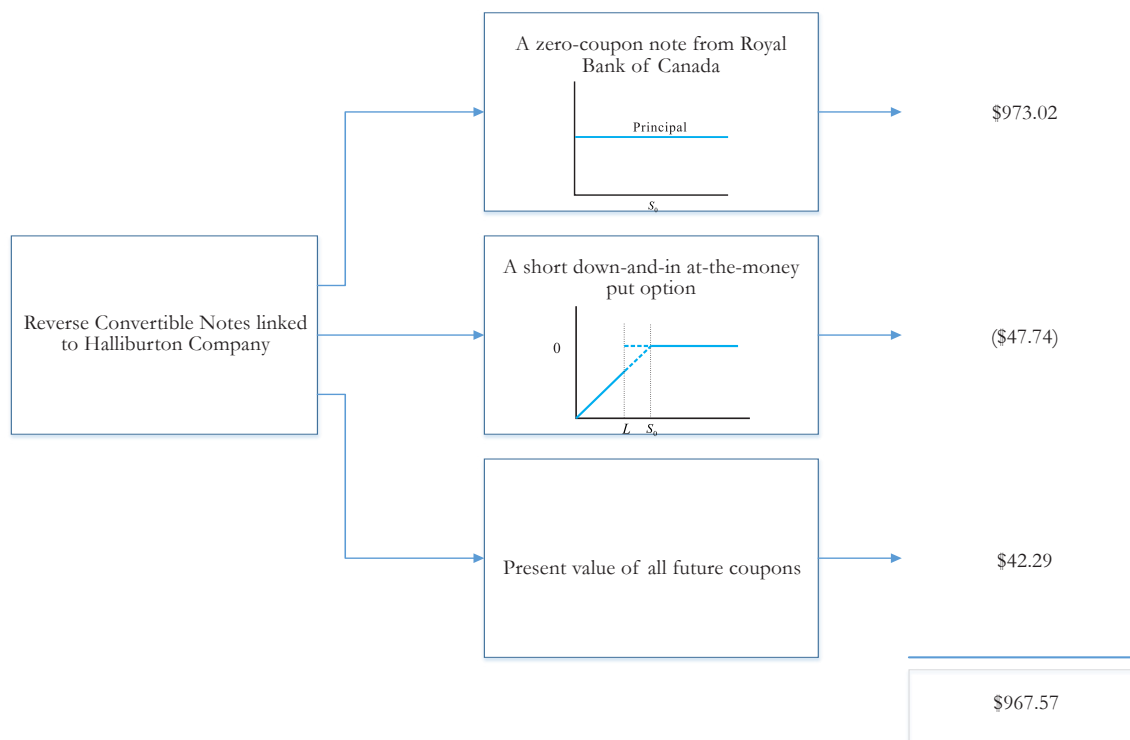 A zero-coupon note from Royal
Bank of Canada
Principal
S₀
$973.02
Reverse Convertible Notes linked
to Halliburton Company
A short down-and-in at-the-money
put option
0
L S₀
($47.74)
Present value of all future coupons
$42.29
$967.57